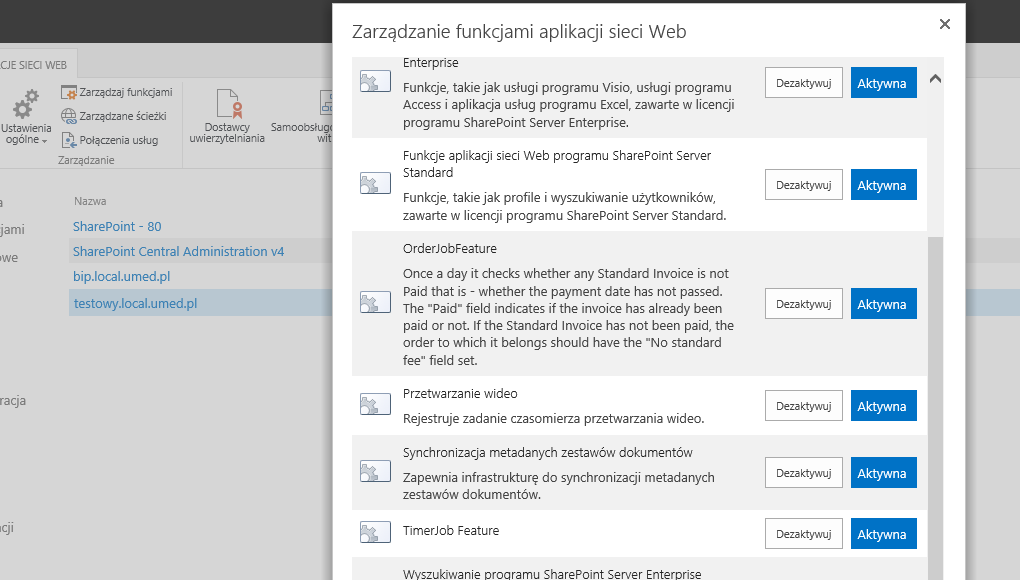 Zarządzanie funkcjami aplikacji sieci Web
CJE SIECI WEB
Ustawienia
ogólne
Zarządzaj funkcjami
Zarządzane ścieżki
Połączenia usług
Zarządzanie
Dostawcy
uwierzytelniania
Samoobsług
wit
Nazwa
SharePoint - 80
SharePoint Central Administration v4
bip.local.umed.pl
testowy.local.umed.pl
a
cjami
owe
racja
cji
Enterprise
Funkcje, takie jak usługi programu Visio, usługi programu
Access i aplikacja usług programu Excel, zawarte w licencji
programu SharePoint Server Enterprise.
Dezaktywuj
Aktywna
Funkcje aplikacji sieci Web programu SharePoint Server
Standard
Funkcje, takie jak profile i wyszukiwanie użytkowników,
zawarte w licencji programu SharePoint Server Standard.
Dezaktywuj
Aktywna
OrderJobFeature
Once a day it checks whether any Standard Invoice is not
Paid that is - whether the payment date has not passed.
The "Paid" field indicates if the invoice has already been
paid or not. If the Standard Invoice has not been paid, the
order to which it belongs should have the "No standard
fee" field set.
Dezaktywuj
Aktywna
Przetwarzanie wideo
Rejestruje zadanie czasomierza przetwarzania wideo.
Dezaktywuj
Aktywna
Synchronizacja metadanych zestawów dokumentów
Zapewnia infrastrukturę do synchronizacji metadanych
zestawów dokumentów.
Dezaktywuj
Aktywna
TimerJob Feature
Dezaktywuj
Aktywna
Wyszukiwanie programu SharePoint Server Enterprise